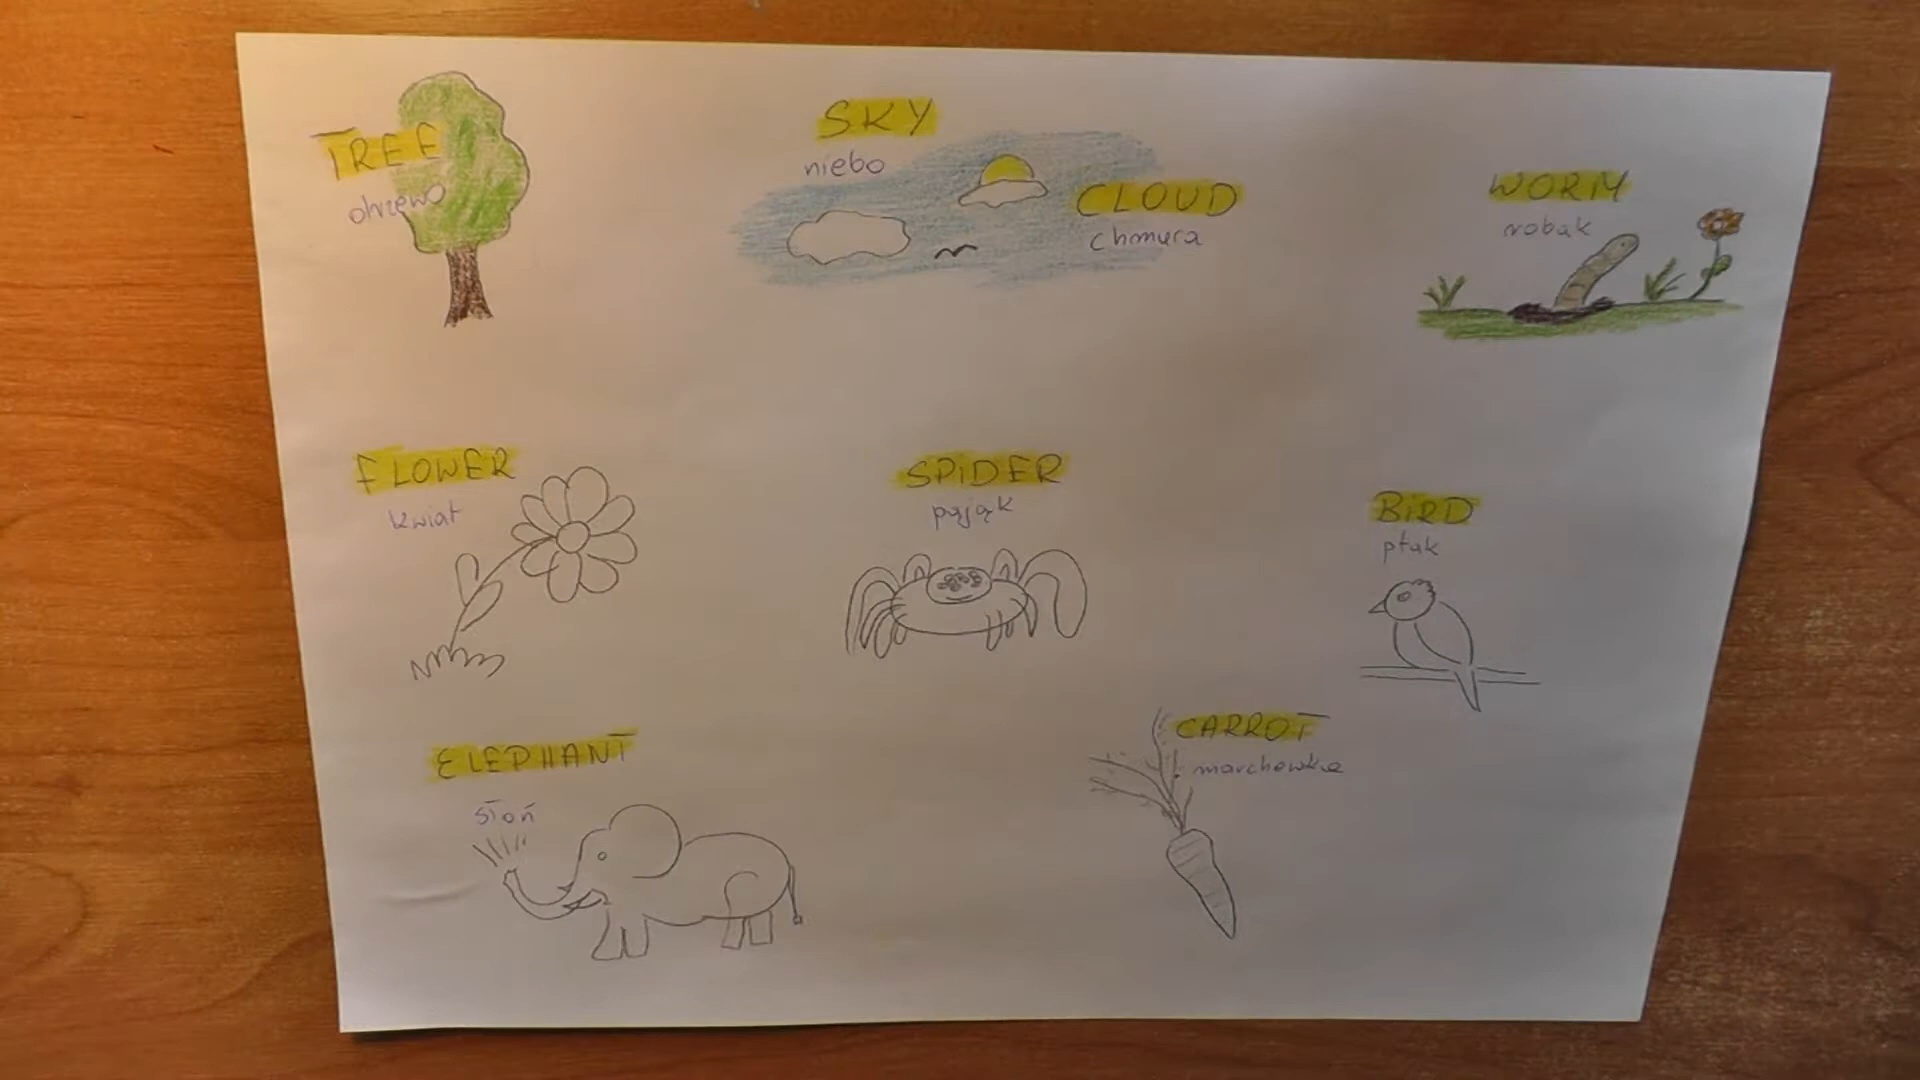 TREE
drzewo
SKY
niebo
CLOUD
chmura
WORM
robak
FLOWER
kwiat
SPiDER
pająk
BiRD
ptak
ELEPHANT
słoń
CARROT
marchewka